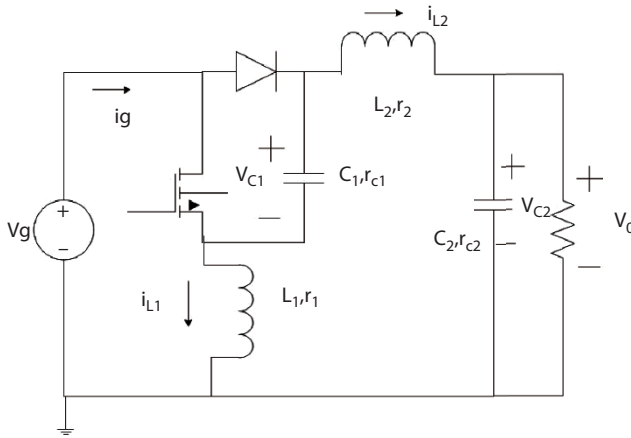 i_L2
ig
L_2,r_2
+
V_C1
C_1,r_c1
−
+
Vg
−
+
V_C2
C_2,r_c2
−
+
V_0
−
i_L1
L_1,r_1